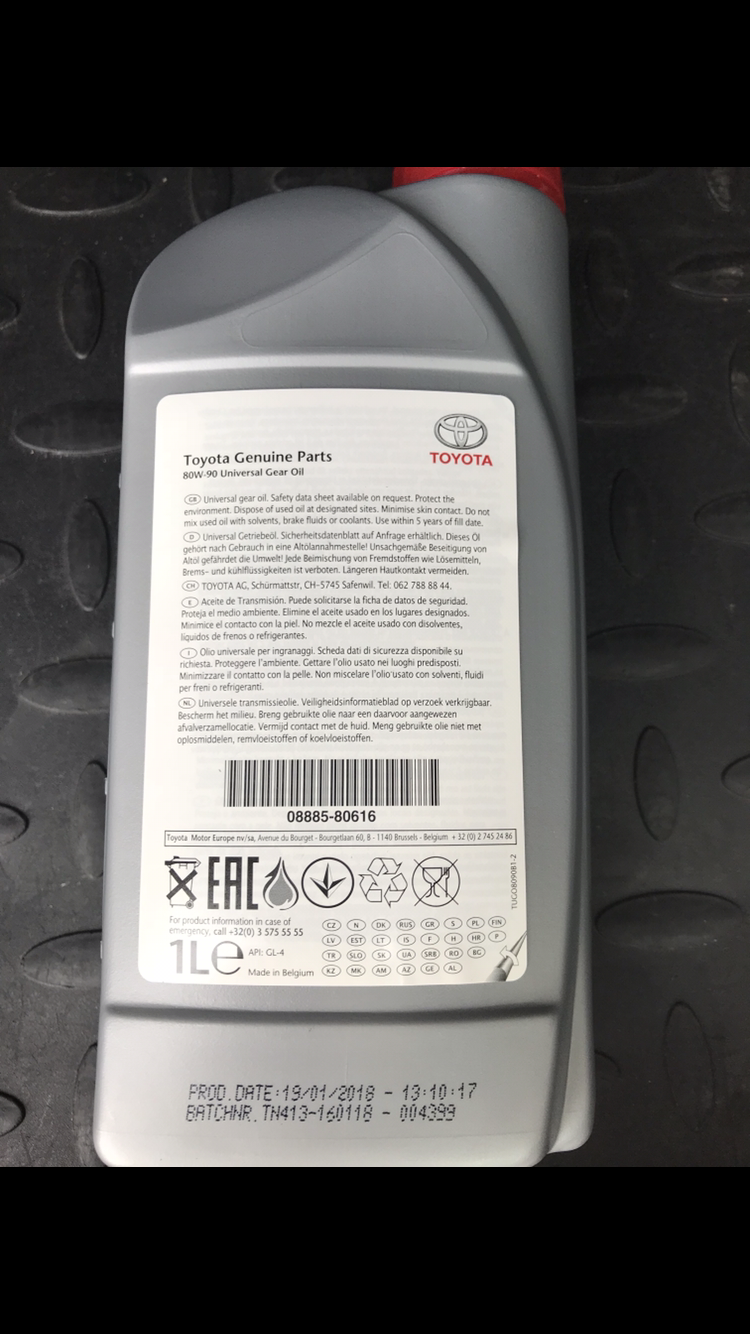 TOYOTA
Toyota Genuine Parts
80W-90 Universal Gear Oil
GB Universal gear oil. Safety data sheet available on request. Protect the
environment. Dispose of used oil at designated sites. Minimise skin contact. Do not
mix used oil with solvents, brake fluids or coolants. Use within 5 years of fill date.
D Universal Getriebeöl. Sicherheitsdatenblatt auf Anfrage erhältlich. Dieses Öl
gehört nach Gebrauch in eine Altölannahmestelle! Unsachgemäße Beseitigung von
Altöl gefährdet die Umwelt! Jede Beimischung von Fremdstoffen wie Lösemitteln,
Brems- und kühlflüssigkeiten ist verboten. Längeren Hautkontakt vermeiden.
CH TOYOTA AG, Schürmattstr, CH-5745 Safenwil. Tel: 062 788 88 44.
E Aceite de Transmisión. Puede solicitarse la ficha de datos de seguridad.
Proteja el medio ambiente. Elimine el aceite usado en los lugares designados.
Minimice el contacto con la piel. No mezcle el aceite usado con disolventes,
líquidos de frenos o refrigerantes.
I Olio universale per ingranaggi. Scheda dati di sicurezza disponibile su
richiesta. Proteggere l'ambiente. Gettare l'olio usato nei luoghi predisposti.
Minimizzare il contatto con la pelle. Non miscelare l'olio usato con solventi, fluidi
per freni o refrigeranti.
NL Universele transmissieolie. Veiligheidsinformatieblad op verzoek verkrijgbaar.
Bescherm het milieu. Breng gebruikte olie naar een daarvoor aangewezen
afvalverzamellocatie. Vermijd contact met de huid. Meng gebruikte olie niet met
oplosmiddelen, remvloeistoffen of koelvloeistoffen.
08885-80616
Toyota Motor Europe nv/sa, Avenue du Bourget - Bourgetlaan 60, B - 1140 Brussels - Belgium + 32 (0) 2 745 24 86
EAC
TUGO8090B1-2
For product information in case of
emergency, call +32(0) 3 575 55 55
1L e API: GL-4
Made in Belgium
CZ N DK RUS GR S PL FIN
LV EST LT IS F H HR P
TR SLO SK UA SRB RO BG
KZ MK AM AZ GE AL
PROD.DATE:19/01/2018 - 13:10:17
BATCHNR.TN413-160118 - 004399